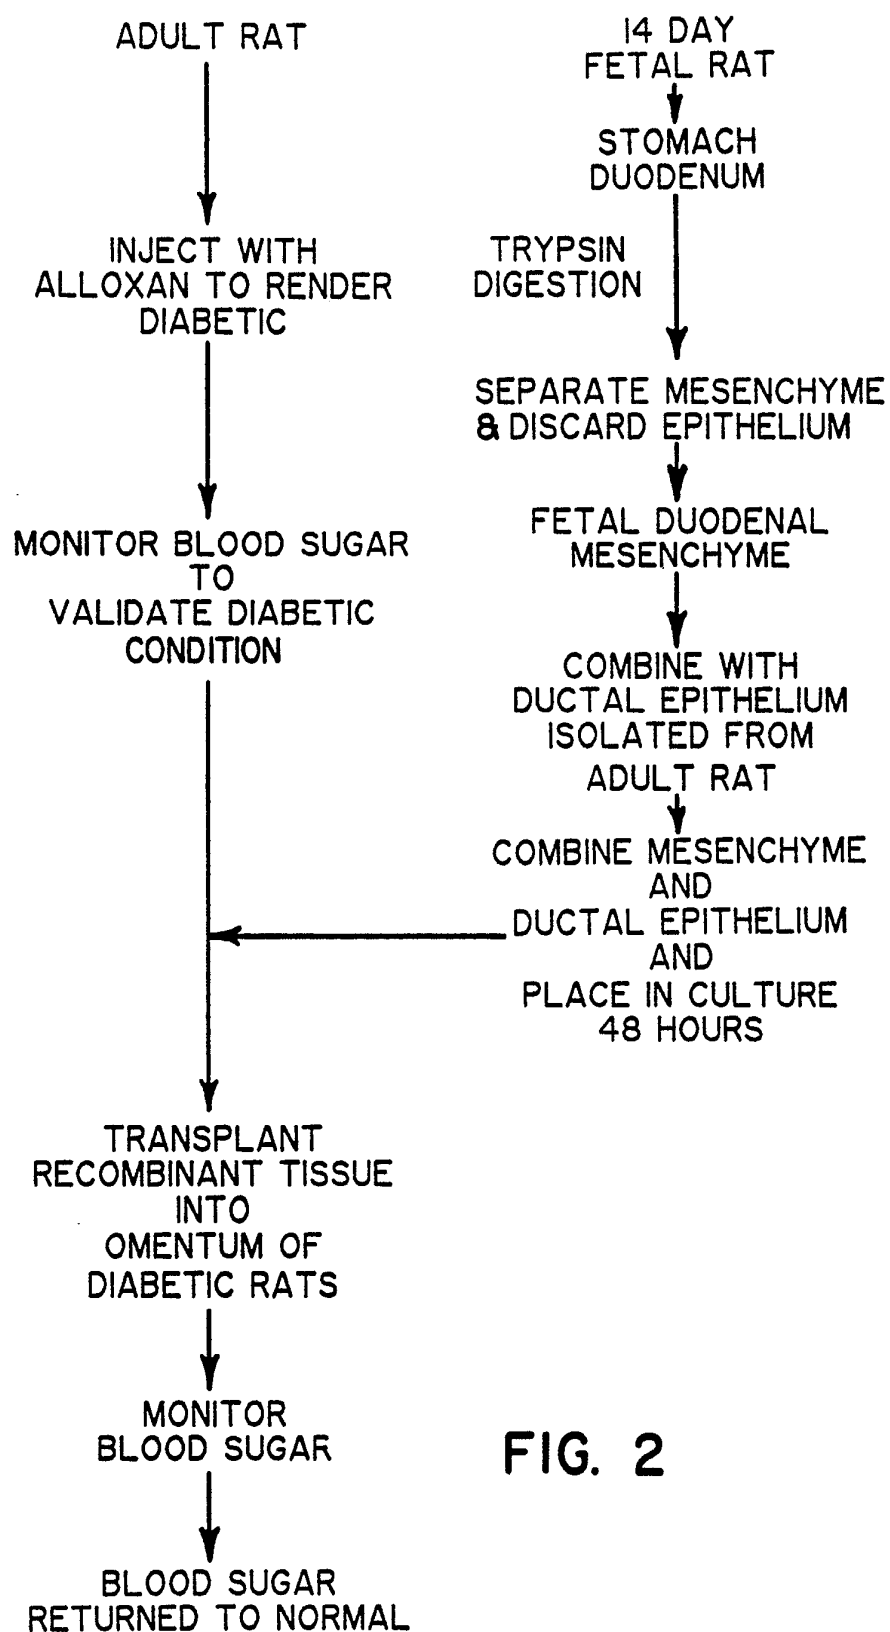 ADULT RAT
INJECT WITH
ALLOXAN TO RENDER
DIABETIC
MONITOR BLOOD SUGAR
TO
VALIDATE DIABETIC
CONDITION
14 DAY
FETAL RAT
STOMACH
DUODENUM
TRYPSIN
DIGESTION
SEPARATE MESENCHYME
& DISCARD EPITHELIUM
FETAL DUODENAL
MESENCHYME
COMBINE WITH
DUCTAL EPITHELIUM
ISOLATED FROM
ADULT RAT
COMBINE MESENCHYME
AND
DUCTAL EPITHELIUM
AND
PLACE IN CULTURE
48 HOURS
TRANSPLANT
RECOMBINANT TISSUE
INTO
OMENTUM OF
DIABETIC RATS
MONITOR
BLOOD SUGAR
BLOOD SUGAR
RETURNED TO NORMAL
FIG. 2